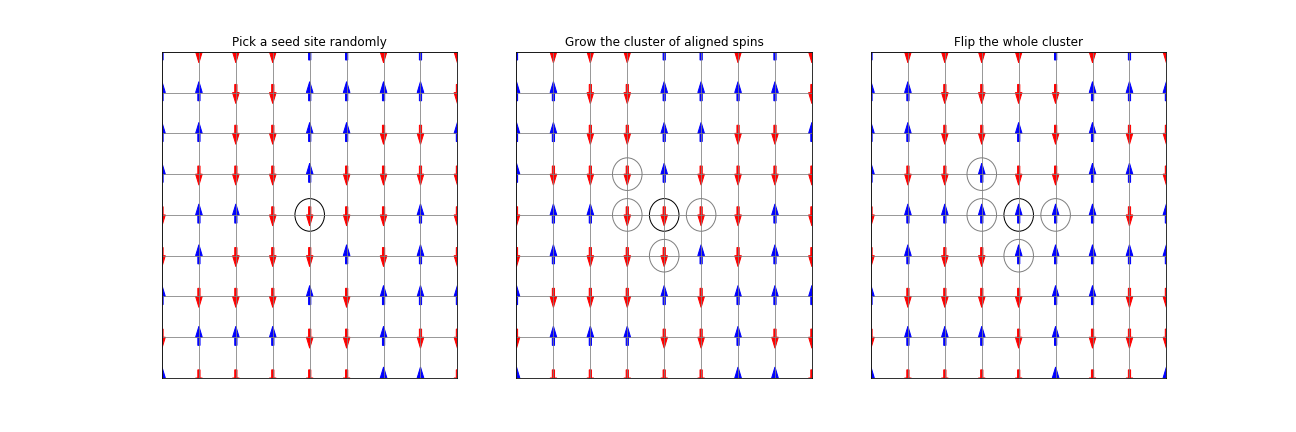 Pick a seed site randomly
Grow the cluster of aligned spins
Flip the whole cluster